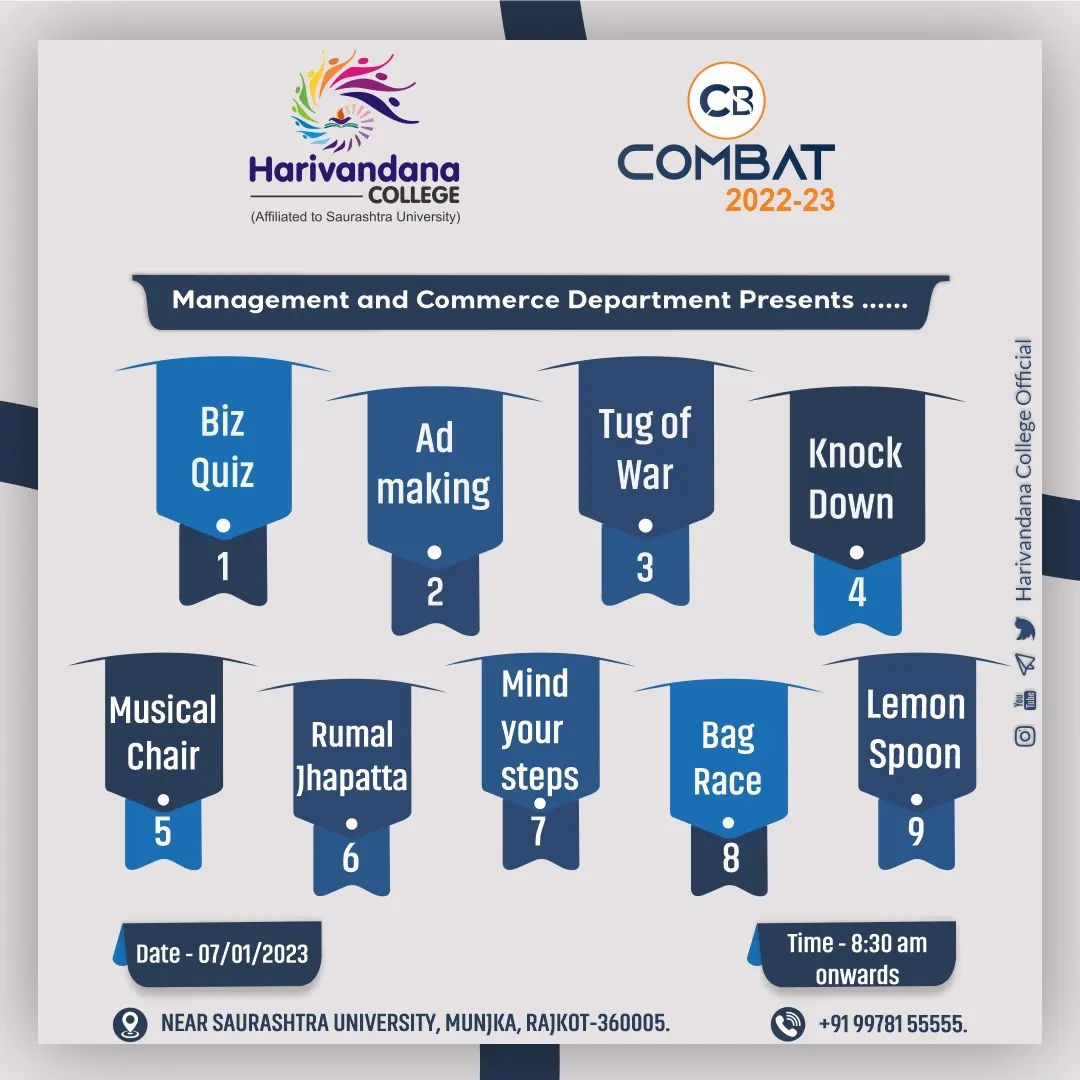 Harivandana
COLLEGE
(Affiliated to Saurashtra University)
CB
COMBAT
2022-23
Management and Commerce Department Presents ......
Biz
Quiz
1
Ad
making
2
Tug of
War
3
Knock
Down
4
Musical
Chair
5
Rumal
Jhapatta
6
Mind
your
steps
7
Bag
Race
8
Lemon
Spoon
9
Harivandana College Official
You
Tube
Date - 07/01/2023
Time - 8:30 am
onwards
NEAR SAURASHTRA UNIVERSITY, MUNJKA, RAJKOT-360005.
+91 99781 55555.